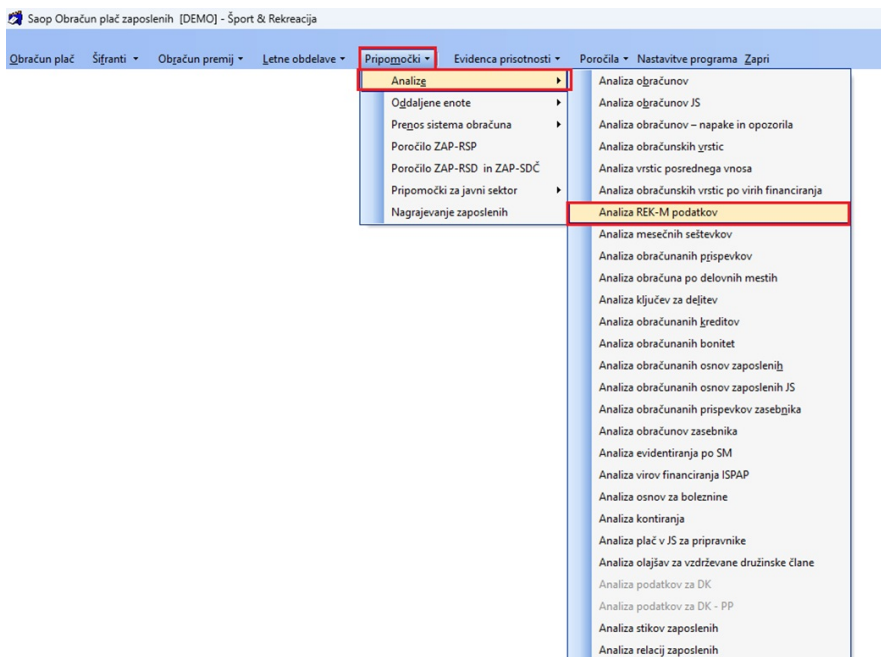 Saop Obračun plač zaposlenih [DEMO] - Šport & Rekreacija
Obračun plač Šifranti Obračun premij Letne obdelave Pripomočki Evidenca prisotnosti Poročila Nastavitve programa Zapri
Analize
Oddaljene enote
Prenos sistema obračuna
Poročilo ZAP-RSP
Poročilo ZAP-RSD in ZAP-SDČ
Pripomočki za javni sektor
Nagrajevanje zaposlenih
Analiza obračunov
Analiza obračunov JS
Analiza obračunov – napake in opozorila
Analiza obračunskih vrstic
Analiza vrstic posrednega vnosa
Analiza obračunskih vrstic po virih financiranja
Analiza REK-M podatkov
Analiza mesečnih seštevkov
Analiza obračunanih prispevkov
Analiza obračuna po delovnih mestih
Analiza ključev za delitev
Analiza obračunanih kreditov
Analiza obračunanih bonitet
Analiza obračunanih osnov zaposlenih
Analiza obračunanih osnov zaposlenih JS
Analiza obračunanih prispevkov zasebnika
Analiza obračunov zasebnika
Analiza evidentiranja po SM
Analiza virov financiranja ISPAP
Analiza osnov za boleznine
Analiza kontiranja
Analiza plač v JS za pripravnike
Analiza olajšav za vzdrževane družinske člane
Analiza podatkov za DK
Analiza podatkov za DK - PP
Analiza stikov zaposlenih
Analiza relacij zaposlenih